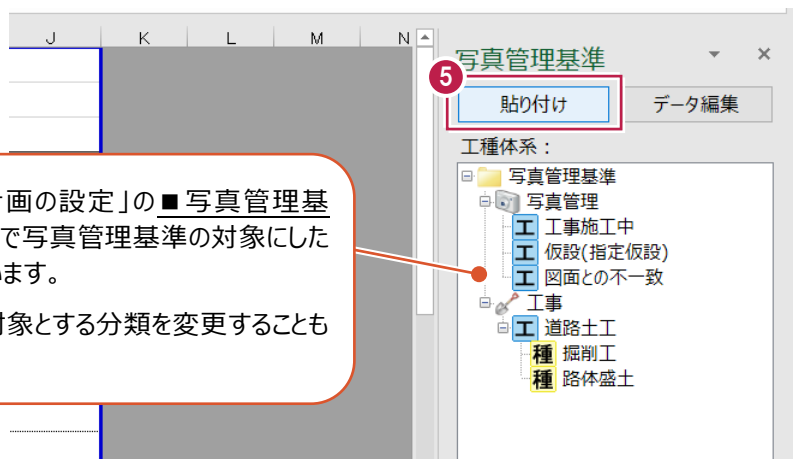 J K L M N
写真管理基準
5
貼り付け データ編集
工種体系：
写真管理基準
写真管理
工 工事施工中
工 仮設(指定仮設)
工 図面との不一致
工事
工 道路土工
種 掘削工
種 路体盛土
画の設定」の■写真管理基
で写真管理基準の対象にした
います。
対象とする分類を変更することも